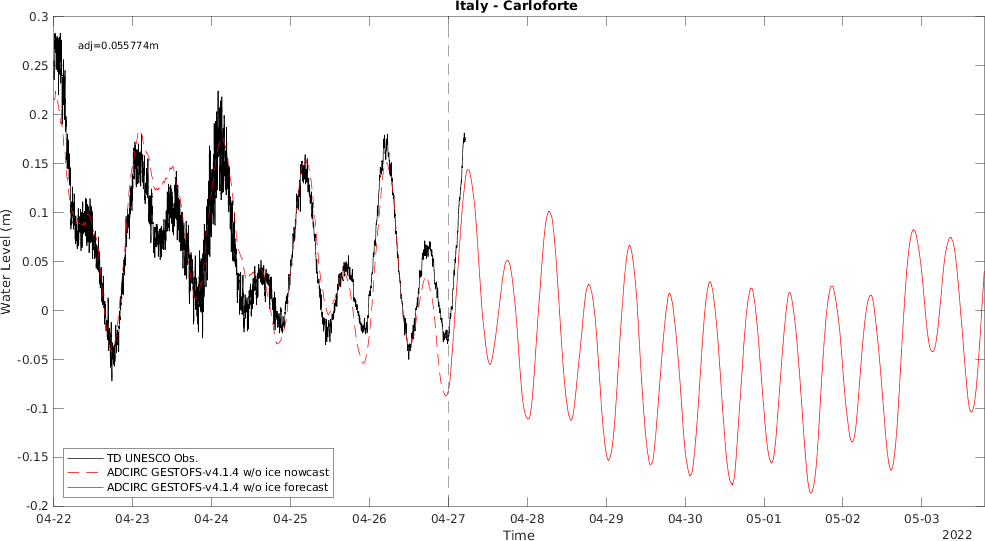 Italy - Carloforte
adj=0.055774m
0.3
0.25
0.2
0.15
0.1
0.05
0
-0.05
-0.1
-0.15
-0.2
Water Level (m)
TD UNESCO Obs.
ADCIRC GESTOFS-v4.1.4 w/o ice nowcast
ADCIRC GESTOFS-v4.1.4 w/o ice forecast
04-22 04-23 04-24 04-25 04-26 04-27 04-28 04-29 04-30 05-01 05-02 05-03
Time
2022